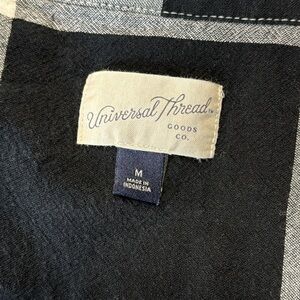 Universal Thread
GOODS
CO.
M
MADE IN
INDONESIA